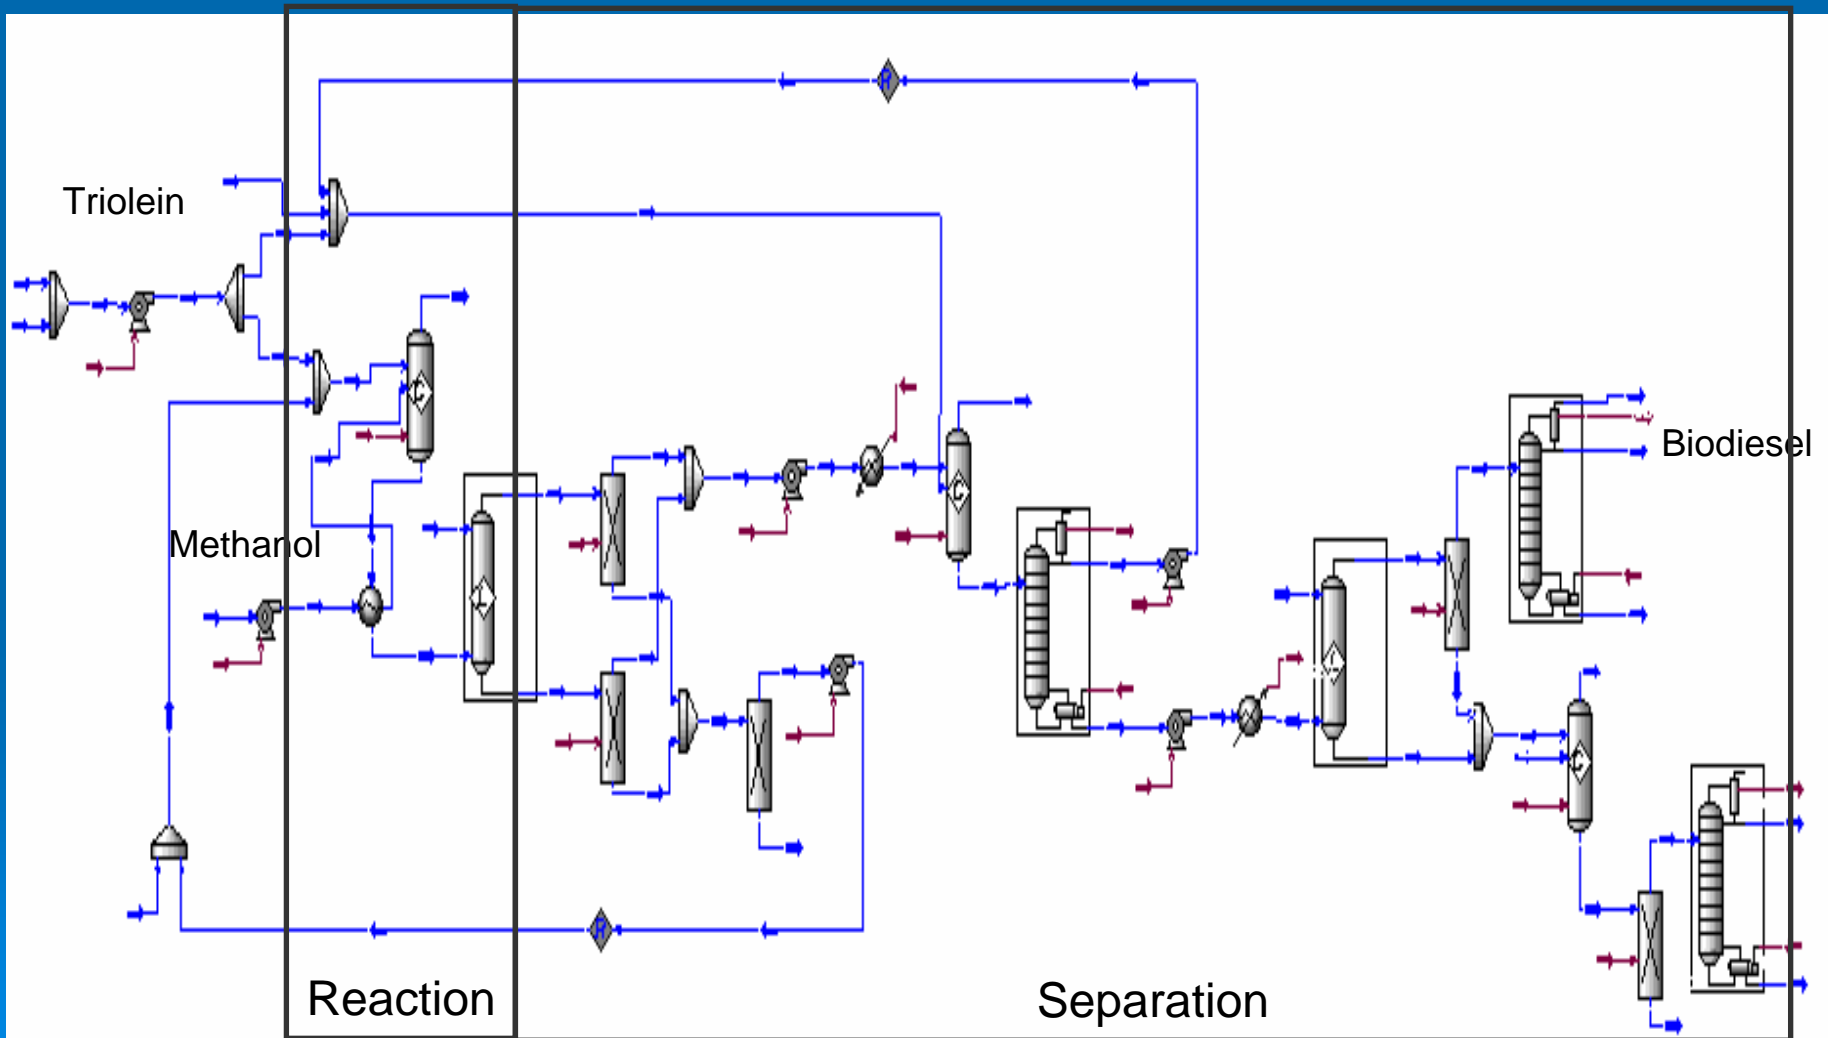 R
Triolein
C
Biodiesel
C
Methanol
L
L
C
R
Reaction
Separation